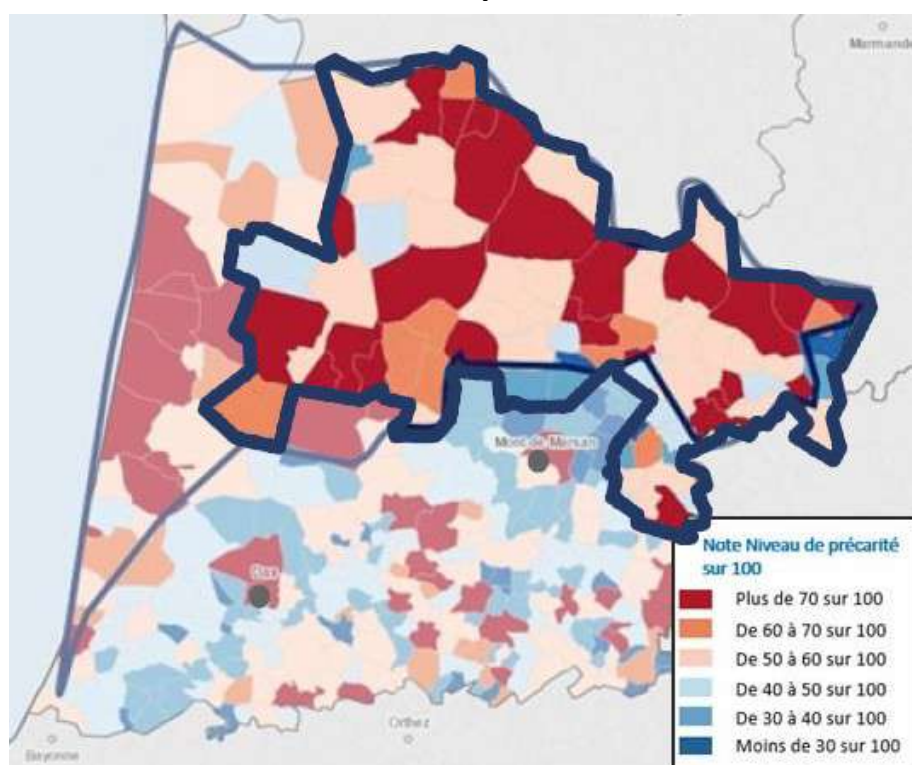 Marmande
Mont de Marsan
Dax
Orthez
Bayonne
Note Niveau de précarité
sur 100
Plus de 70 sur 100
De 60 à 70 sur 100
De 50 à 60 sur 100
De 40 à 50 sur 100
De 30 à 40 sur 100
Moins de 30 sur 100